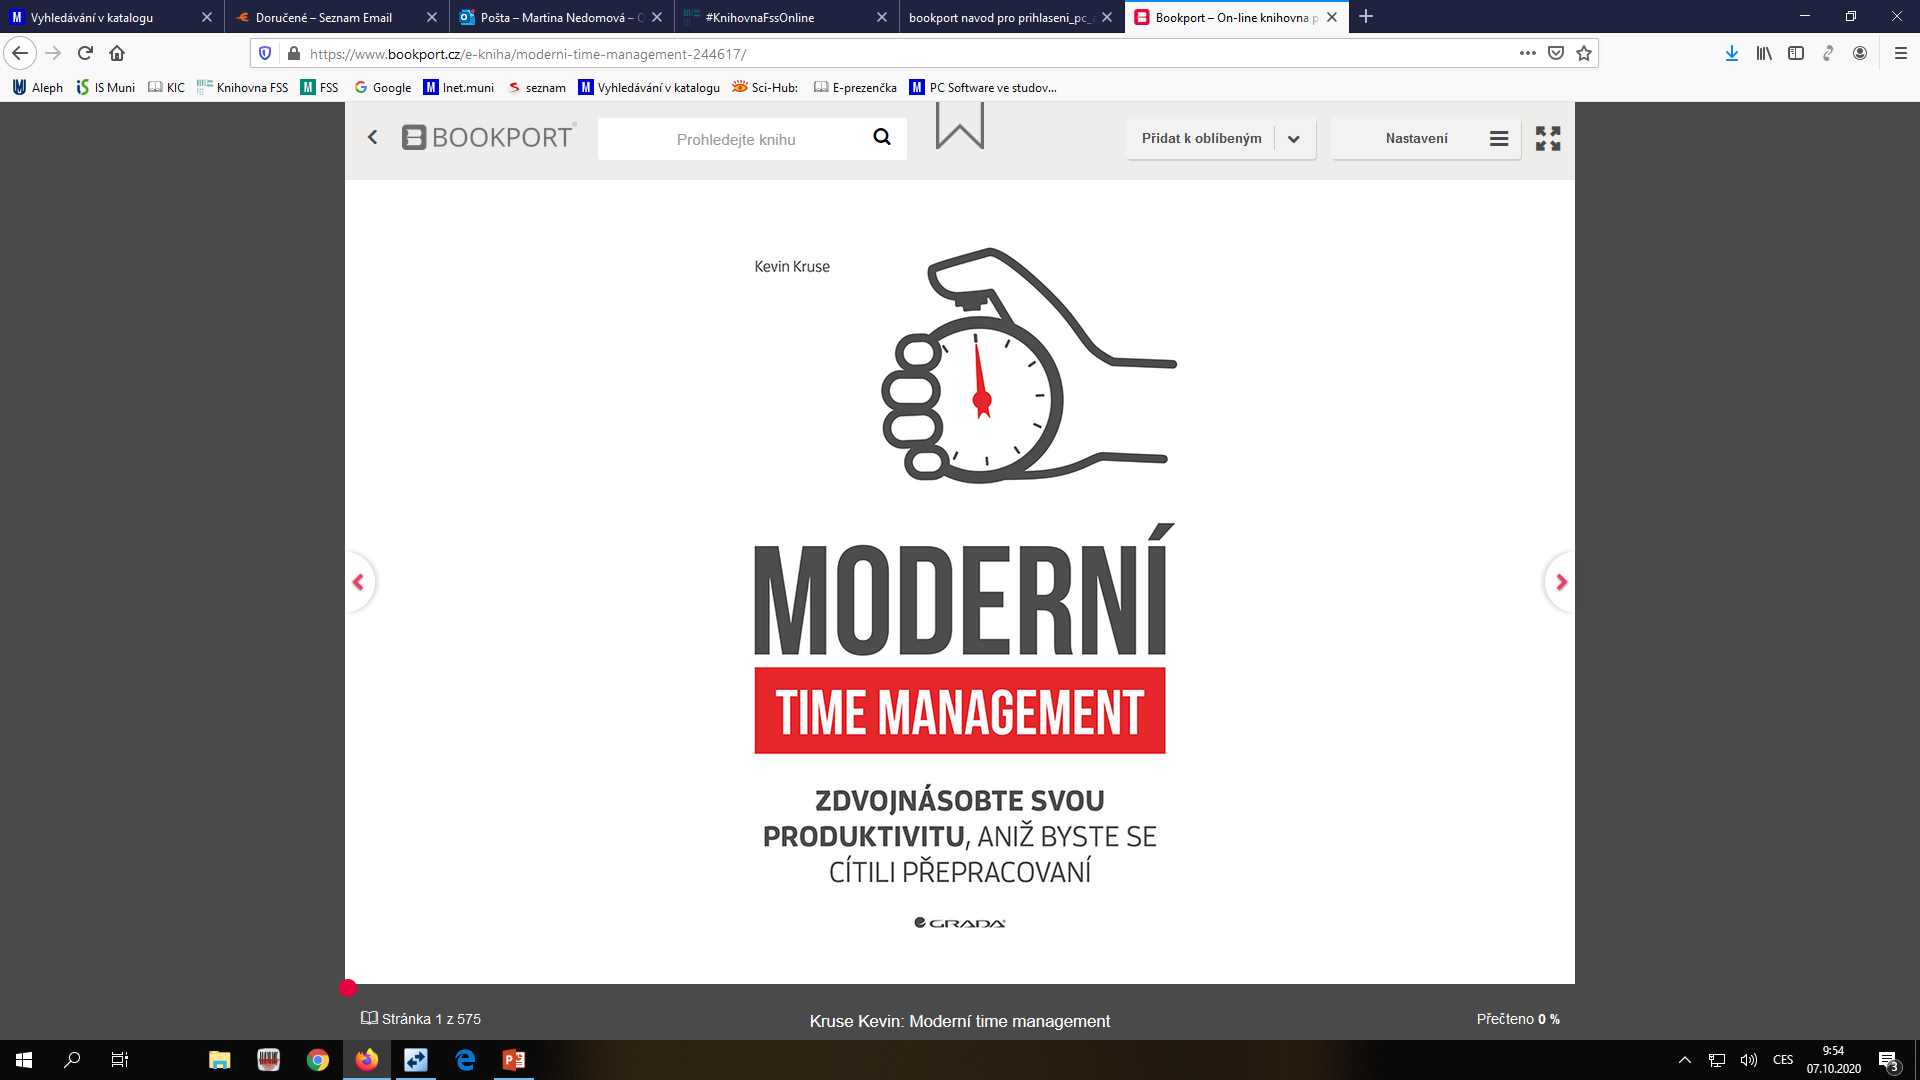 Vyhledávání v katalogu
Doručené – Seznam Email
Pošta – Martina Nedomová – O
#KnihovnaFssOnline
bookport navod pro prihlaseni_pc_
Bookport – On-line knihovna p
https://www.bookport.cz/e-kniha/moderni-time-management-244617/
Aleph
IS Muni
KIC
Knihovna FSS
FSS
Google
Inet.muni
seznam
Vyhledávání v katalogu
Sci-Hub:
E-prezenčka
PC Software ve studov...
BOOKPORT
Prohledejte knihu
Přidat k oblíbeným
Nastavení
Kevin Kruse
MODERNÍ
TIME MANAGEMENT
ZDVOJNÁSOBTE SVOU
PRODUKTIVITU, ANIŽ BYSTE SE
CÍTILI PŘEPRACOVANÍ
GRADA
Stránka 1 z 575
Kruse Kevin: Moderní time management
Přečteno 0 %
CES
9:54
07.10.2020
3